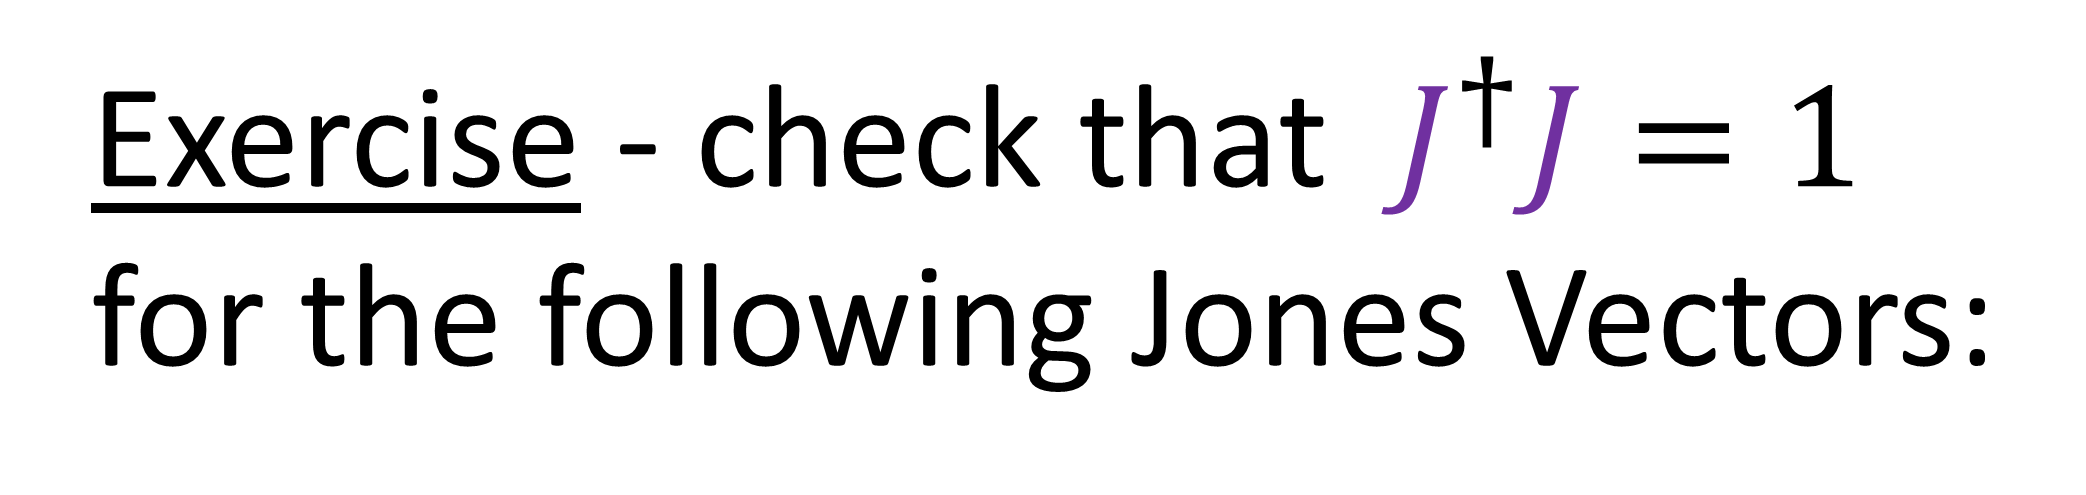 Exercise - check that J†J = 1
for the following Jones Vectors: